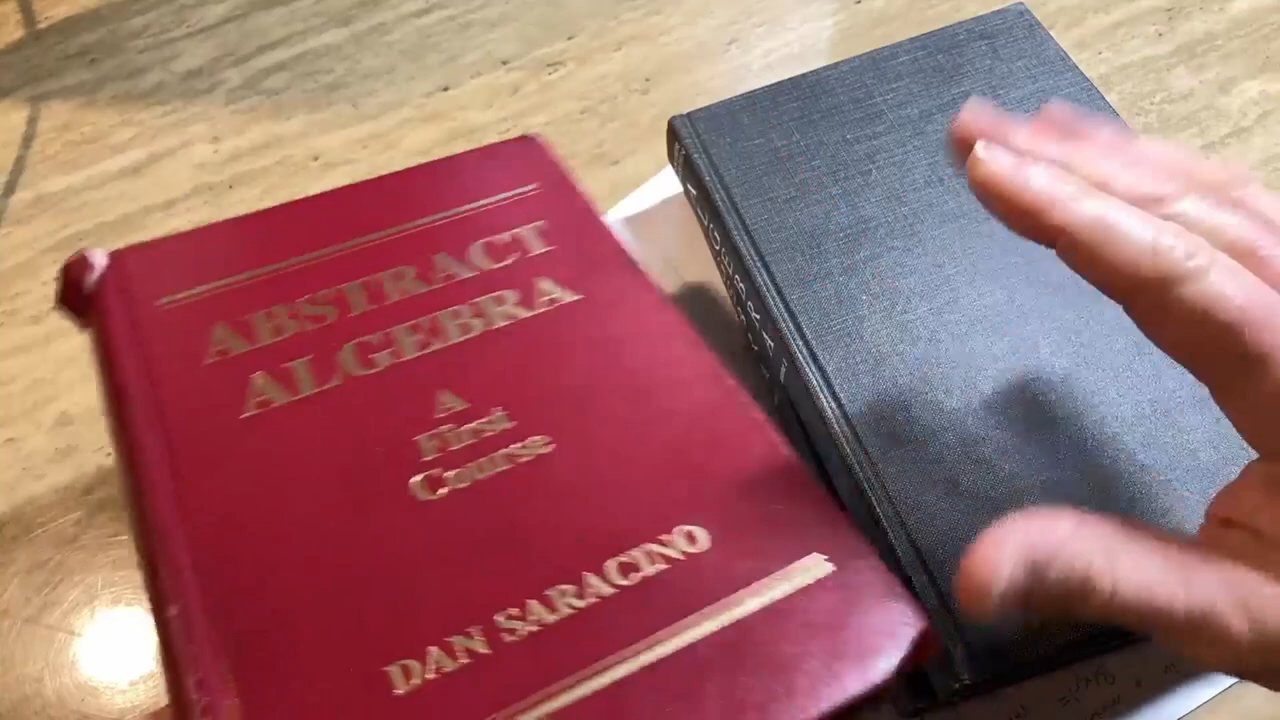 ABSTRACT
ALGEBRA
A
First
Course
DAN SARACINO